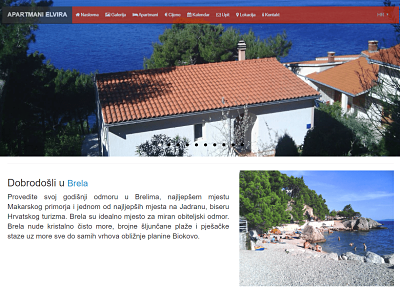 APARTMANI ELVIRA
Naslovna Galerija Apartmani Cijene Kalendar Upit Lokacija Kontakt
Dobrodošli u Brela
Provedite svoj godišnji odmoru u Brelima, najljepšem mjestu
Makarskog primorja i jednom od najljepših mjesta na Jadranu, biseru
Hrvatskog turizma. Brela su idealno mjesto za miran obiteljski odmor.
Brela nude kristalno čisto more, brojne šljunčane plaže i pješačke
staze uz more sve do samih vrhova obližnje planine Biokovo.